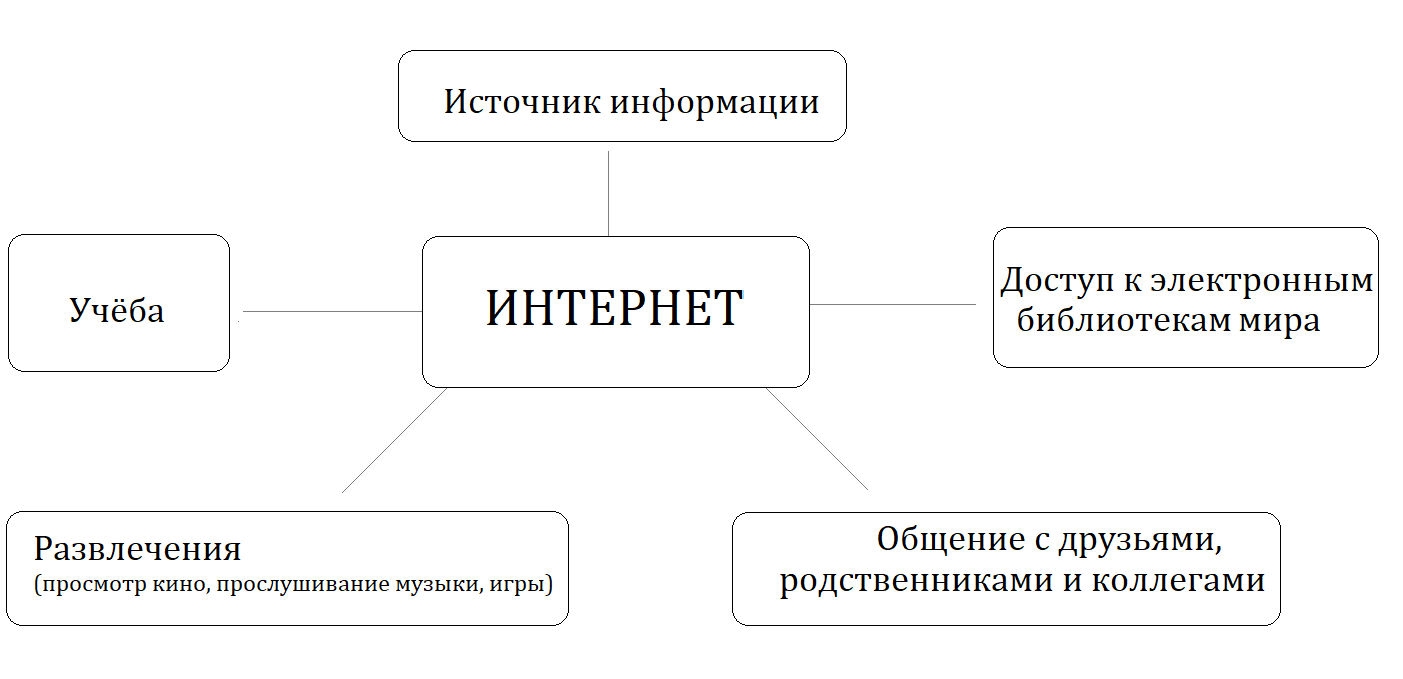 Источник информации
Учёба
ИНТЕРНЕТ
Доступ к электронным
библиотекам мира
Развлечения
(просмотр кино, прослушивание музыки, игры)
Общение с друзьями,
родственниками и коллегами